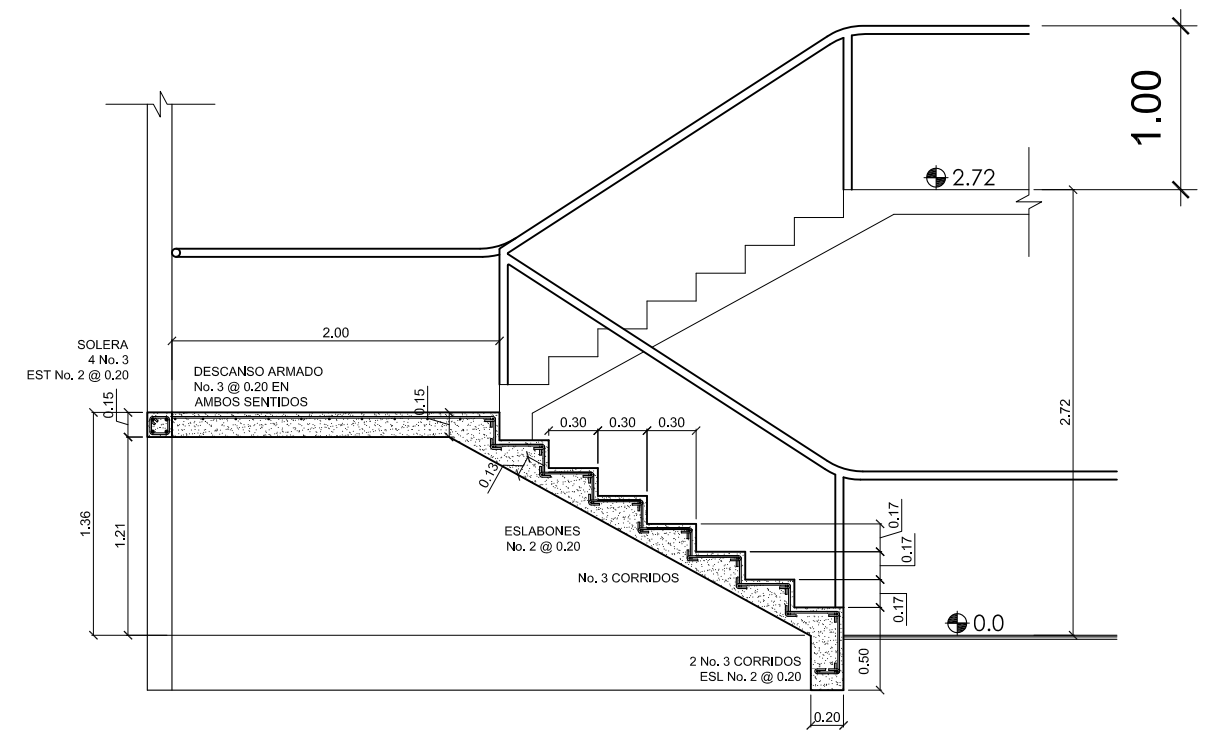 1.00
2.72
2.00
SOLERA
4 No. 3
EST No. 2 @ 0.20
DESCANSO ARMADO
No. 3 @ 0.20 EN
AMBOS SENTIDOS
0.15
0.15
0.30
0.30
0.30
2.72
0.13
1.36
1.21
ESLABONES
No. 2 @ 0.20
No. 3 CORRIDOS
0.17
0.17
0.17
0.0
2 No. 3 CORRIDOS
ESL No. 2 @ 0.20
0.50
0.20